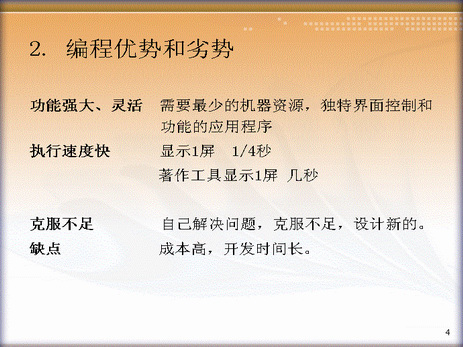 2. 编程优势和劣势
功能强大、灵活 需要最少的机器资源，独特界面控制和
功能的应用程序
执行速度快 显示1屏 1/4秒
著作工具显示1屏 几秒
克服不足 自己解决问题，克服不足，设计新的。
缺点 成本高，开发时间长。
4